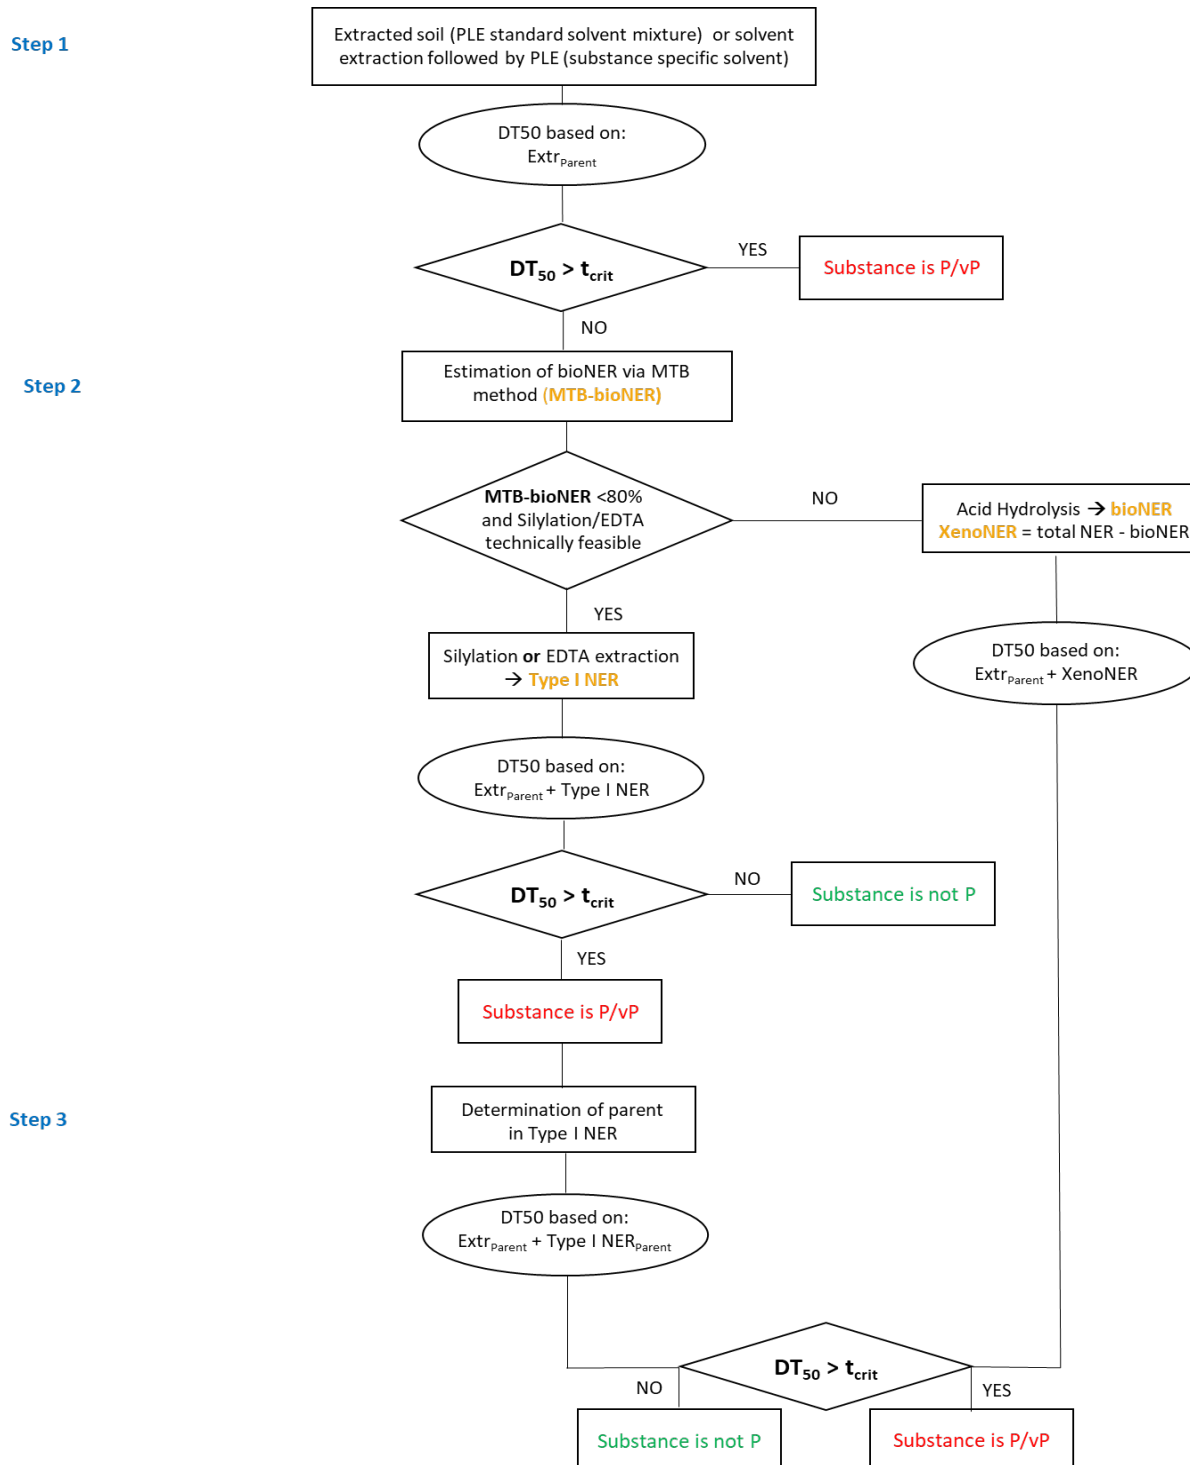 Step 1
Extracted soil (PLE standard solvent mixture) or solvent
extraction followed by PLE (substance specific solvent)
DT50 based on:
ExtrParent
DT50 > tcrit
YES
Substance is P/vP
NO
Step 2
Estimation of bioNER via MTB
method (MTB-bioNER)
MTB-bioNER <80%
and Silylation/EDTA
technically feasible
NO
Acid Hydrolysis → bioNER
XenoNER = total NER - bioNER
YES
Silylation or EDTA extraction
→ Type I NER
DT50 based on:
ExtrParent + XenoNER
DT50 based on:
ExtrParent + Type I NER
DT50 > tcrit
NO
Substance is not P
YES
Substance is P/vP
Step 3
Determination of parent
in Type I NER
DT50 based on:
ExtrParent + Type I NERParent
DT50 > tcrit
NO
YES
Substance is not P
Substance is P/vP